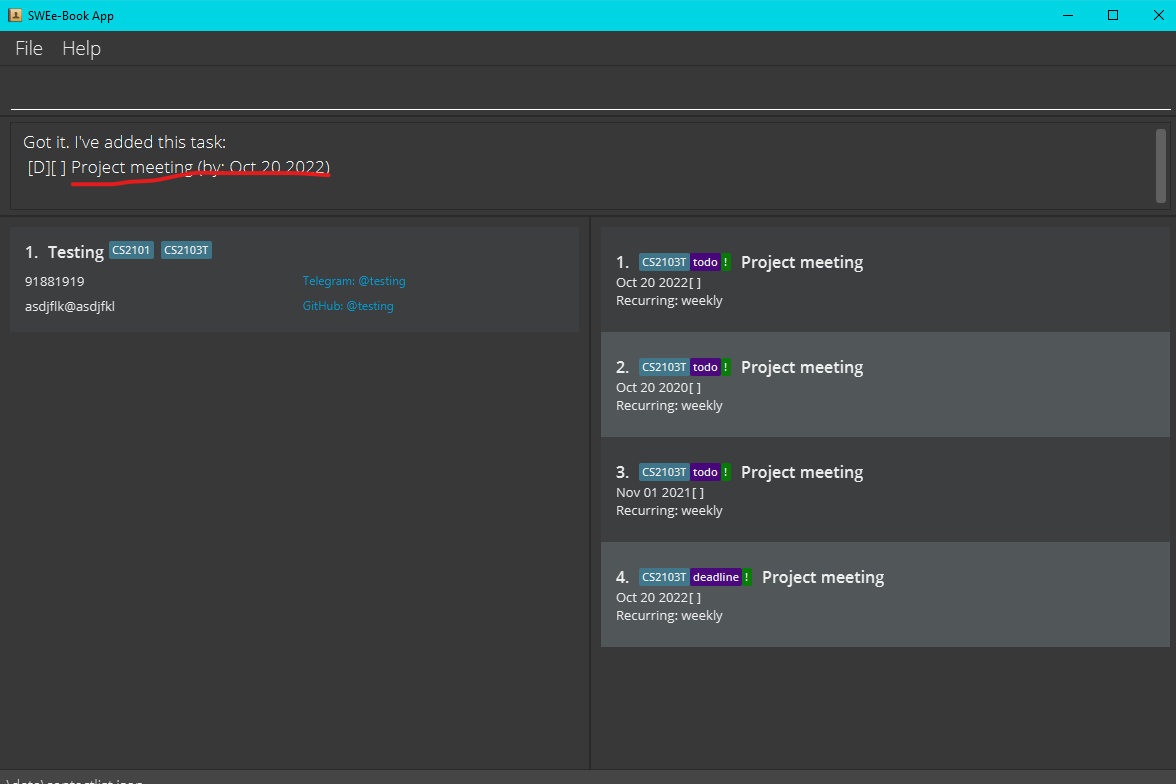 SWEe-Book App
File Help
Got it. I've added this task:
[D][ ] Project meeting (by: Oct 20 2022)
1. Testing CS2101 CS2103T
91881919
Telegram: @testing
asdjflk@asdjfkl
GitHub: @testing
1. CS2103T todo ! Project meeting
Oct 20 2022[ ]
Recurring: weekly
2. CS2103T todo ! Project meeting
Oct 20 2020[ ]
Recurring: weekly
3. CS2103T todo ! Project meeting
Nov 01 2021[ ]
Recurring: weekly
4. CS2103T deadline ! Project meeting
Oct 20 2022[ ]
Recurring: weekly